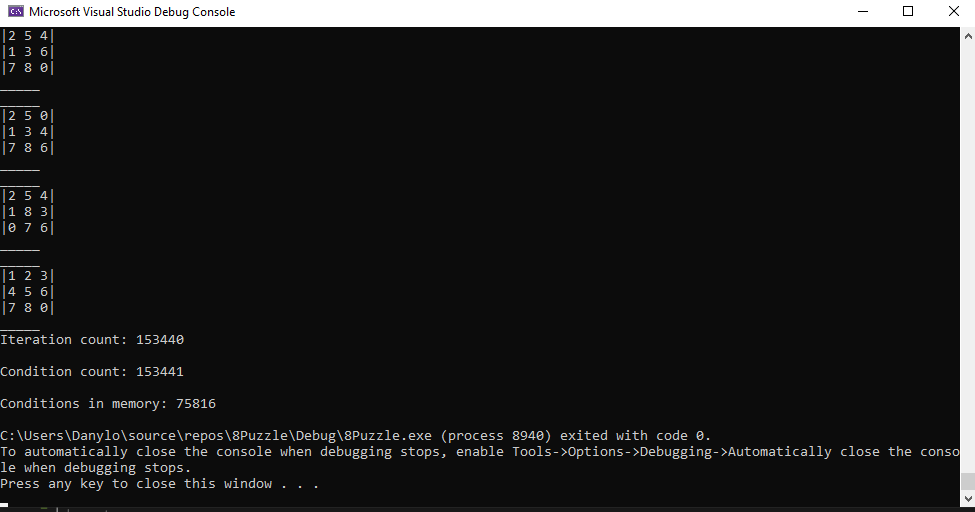 Microsoft Visual Studio Debug Console
|2 5 4|
|1 3 6|
|7 8 0|
_____
_____
|2 5 0|
|1 3 4|
|7 8 6|
_____
_____
|2 5 4|
|1 8 3|
|0 7 6|
_____
_____
|1 2 3|
|4 5 6|
|7 8 0|
_____
Iteration count: 153440
Condition count: 153441
Conditions in memory: 75816
C:\Users\Danylo\source\repos\8Puzzle\Debug\8Puzzle.exe (process 8940) exited with code 0.
To automatically close the console when debugging stops, enable Tools->Options->Debugging->Automatically close the conso
le when debugging stops.
Press any key to close this window . . .